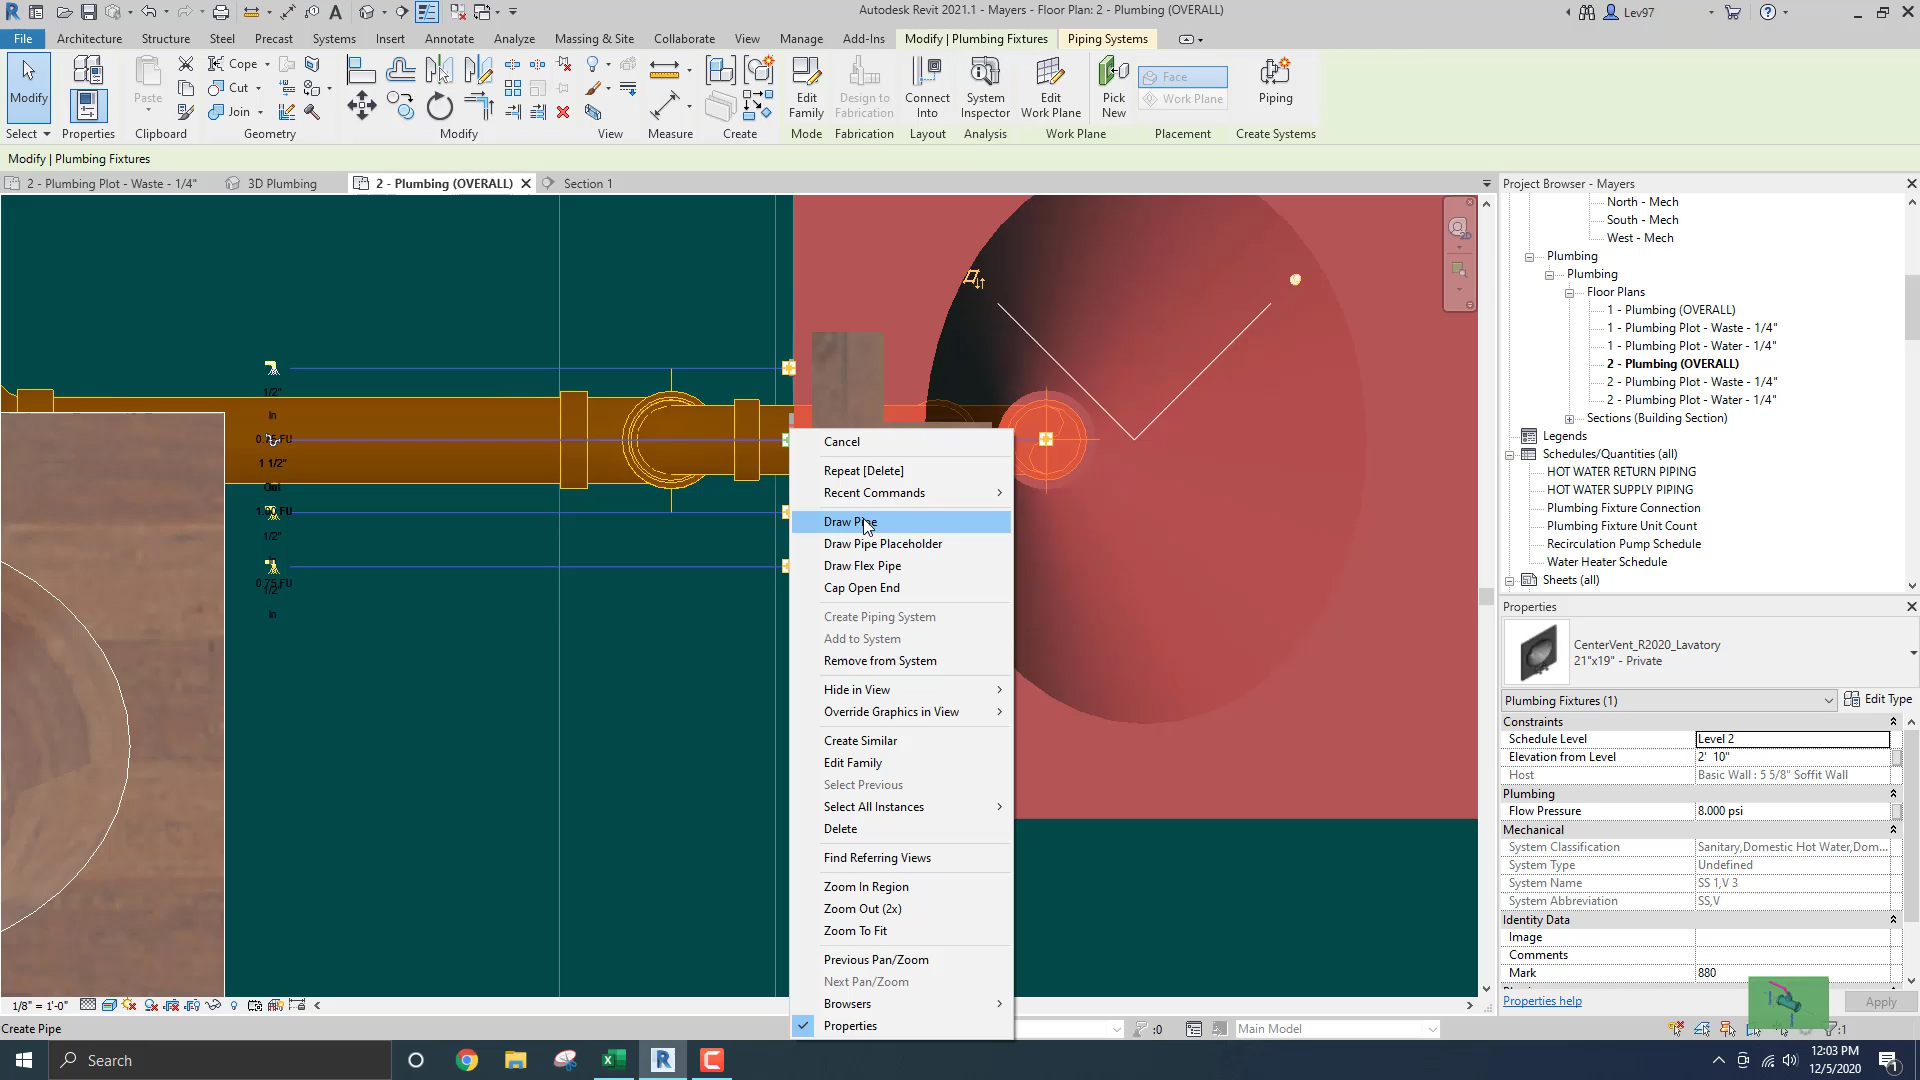 Autodesk Revit 2021.1 - Mayers - Floor Plan: 2 - Plumbing (OVERALL)
Lev97
File Architecture Structure Steel Precast Systems Insert Annotate Analyze Massing & Site Collaborate View Manage Add-Ins Modify | Plumbing Fixtures Piping Systems
Modify
Paste
Cope
Cut
Join
Edit Family
Design to Fabrication
Connect Into
System Inspector
Edit Work Plane
Pick New
Face
Work Plane
Piping
Select Properties Clipboard Geometry Modify View Measure Create Mode Fabrication Layout Analysis Work Plane Placement Create Systems
Modify | Plumbing Fixtures
2 - Plumbing Plot - Waste - 1/4" 3D Plumbing 2 - Plumbing (OVERALL) Section 1
1/2"
In
1 1/2"
Out
1/2"
In
1/2"
In
Cancel
Repeat [Delete]
Recent Commands
Draw Pipe
Draw Pipe Placeholder
Draw Flex Pipe
Cap Open End
Create Piping System
Add to System
Remove from System
Hide in View
Override Graphics in View
Create Similar
Edit Family
Select Previous
Select All Instances
Delete
Find Referring Views
Zoom In Region
Zoom Out (2x)
Zoom To Fit
Previous Pan/Zoom
Next Pan/Zoom
Browsers
Properties
Project Browser - Mayers
North - Mech
South - Mech
West - Mech
Plumbing
Plumbing
Floor Plans
1 - Plumbing (OVERALL)
1 - Plumbing Plot - Waste - 1/4"
1 - Plumbing Plot - Water - 1/4"
2 - Plumbing (OVERALL)
2 - Plumbing Plot - Waste - 1/4"
2 - Plumbing Plot - Water - 1/4"
Sections (Building Section)
Legends
Schedules/Quantities (all)
HOT WATER RETURN PIPING
HOT WATER SUPPLY PIPING
Plumbing Fixture Connection
Plumbing Fixture Unit Count
Recirculation Pump Schedule
Water Heater Schedule
Sheets (all)
Properties
CenterVent_R2020_Lavatory
21"x19" - Private
Plumbing Fixtures (1) Edit Type
Constraints
Schedule Level Level 2
Elevation from Level 2' 10"
Host Basic Wall : 5 5/8" Soffit Wall
Plumbing
Flow Pressure 8.000 psi
Mechanical
System Classification Sanitary,Domestic Hot Water,Dom...
System Type Undefined
System Name SS 1,V 3
System Abbreviation SS,V
Identity Data
Image
Comments
Mark 880
Properties help Apply
1/8" = 1'-0"
Create Pipe :0 Main Model :1
Search
12:03 PM
12/5/2020
1